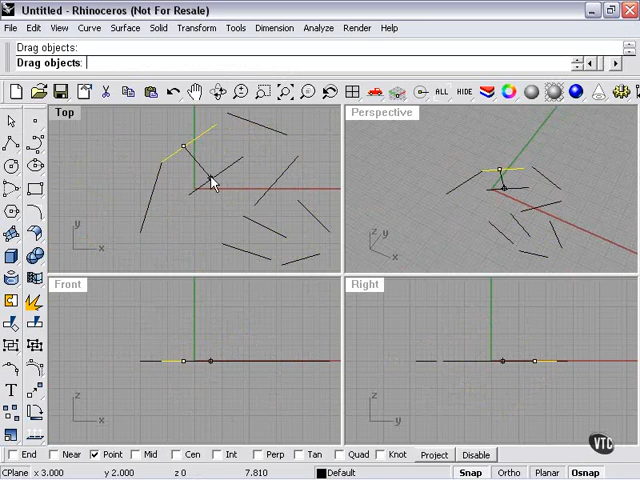 Untitled - Rhinoceros (Not For Resale)
File Edit View Curve Surface Solid Transform Tools Dimension Analyze Render Help
Drag objects:
Drag objects:
ALL HIDE
Top
Perspective
y
x
z
y
x
Front
Right
z
x
z
y
VTC
T
End Near Point Mid Cen Int Perp Tan Quad Knot Project Disable
CPlane x 3.000 y 2.000 z 0 7.810 Default Snap Ortho Planar Osnap